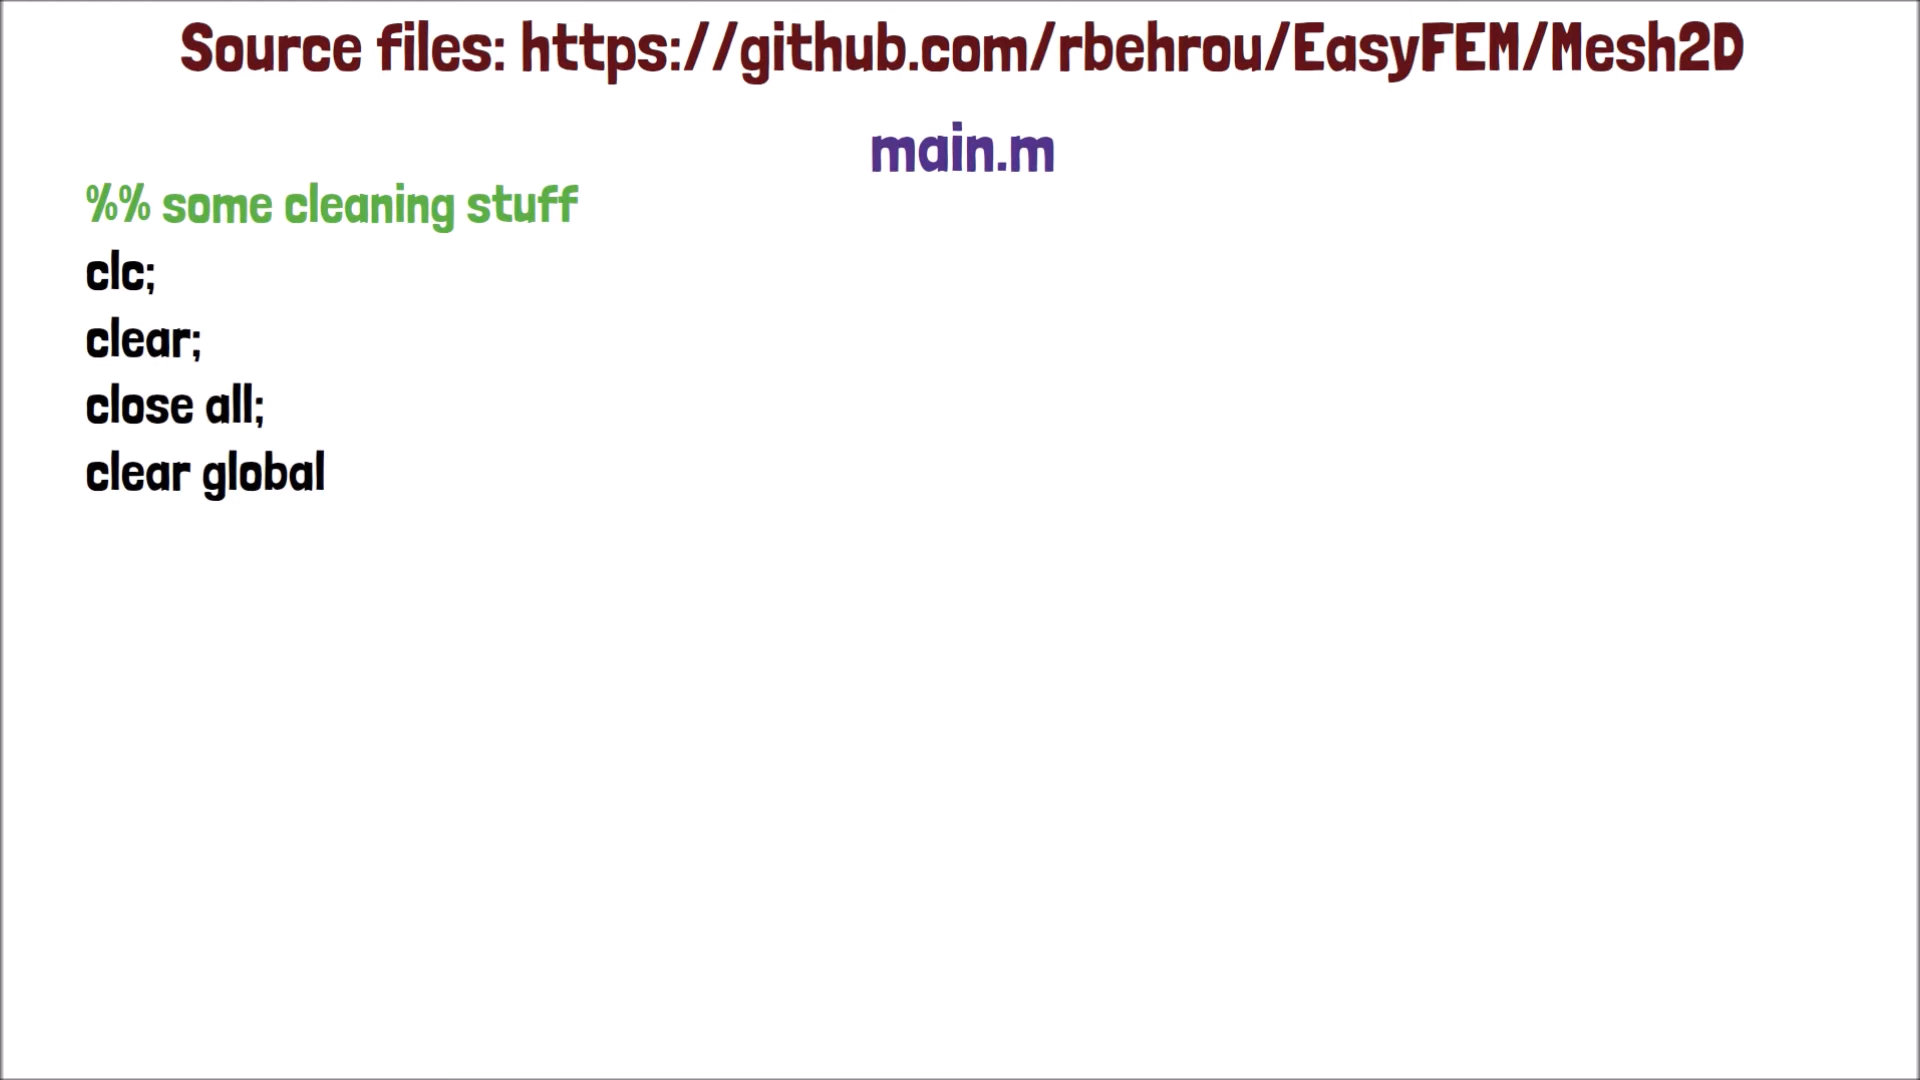 Source files: https://github.com/rbehrou/EasyFEM/Mesh2D
main.m
%% some cleaning stuff
clc;
clear;
close all;
clear global